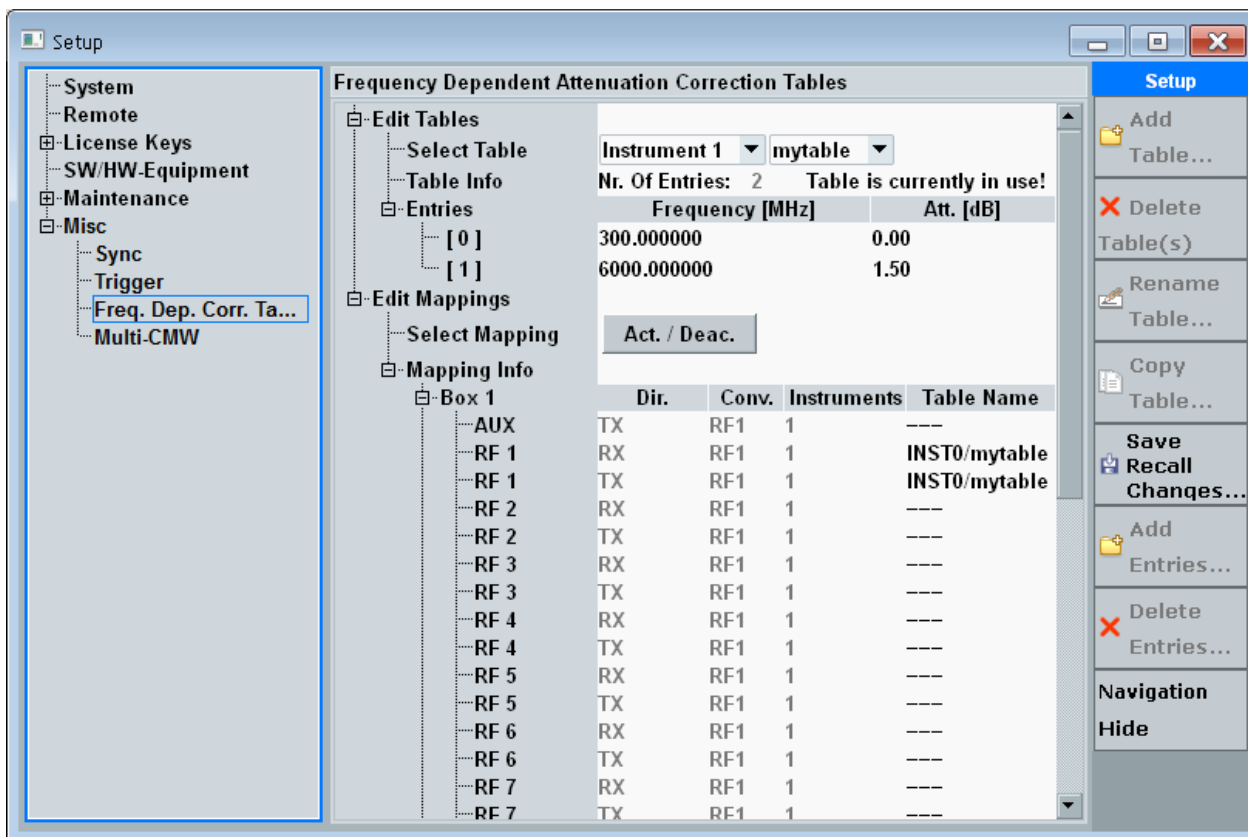 Setup
System
Remote
License Keys
SW/HW-Equipment
Maintenance
Misc
Sync
Trigger
Freq. Dep. Corr. Ta...
Multi-CMW
Frequency Dependent Attenuation Correction Tables
Edit Tables
Select Table Instrument 1 mytable
Table Info Nr. Of Entries: 2 Table is currently in use!
Entries Frequency [MHz] Att. [dB]
[ 0 ] 300.000000 0.00
[ 1 ] 6000.000000 1.50
Edit Mappings
Select Mapping Act. / Deac.
Mapping Info
Box 1 Dir. Conv. Instruments Table Name
AUX TX RF1 1 ---
RF 1 RX RF1 1 INST0/mytable
RF 1 TX RF1 1 INST0/mytable
RF 2 RX RF1 1 ---
RF 2 TX RF1 1 ---
RF 3 RX RF1 1 ---
RF 3 TX RF1 1 ---
RF 4 RX RF1 1 ---
RF 4 TX RF1 1 ---
RF 5 RX RF1 1 ---
RF 5 TX RF1 1 ---
RF 6 RX RF1 1 ---
RF 6 TX RF1 1 ---
RF 7 RX RF1 1 ---
RF 7 TX RF1 1 ---
Setup
Add
Table...
Delete
Table(s)
Rename
Table...
Copy
Table...
Save
Recall
Changes...
Add
Entries...
Delete
Entries...
Navigation
Hide